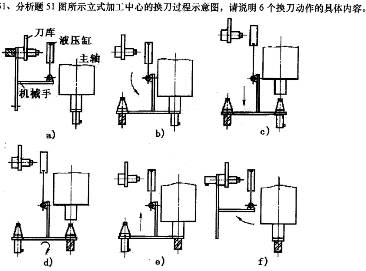 51、分析题51图所示立式加工中心的换刀过程示意图，请说明6个换刀动作的具体内容。
刀库
液压缸
主轴
机械手
a)
b)
c)
d)
e)
f)